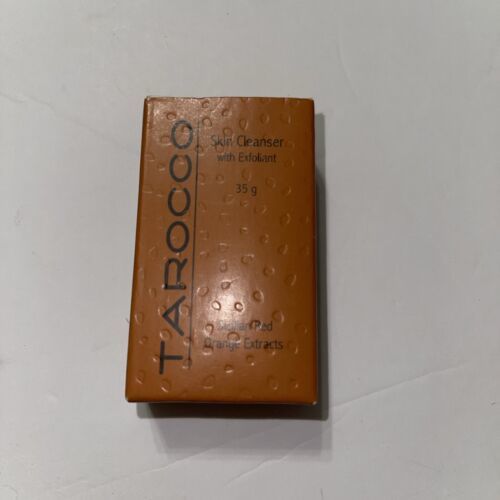 TAROCCO
Skin Cleanser
with Exfoliant
35 g
Sicilian Red
Orange Extracts